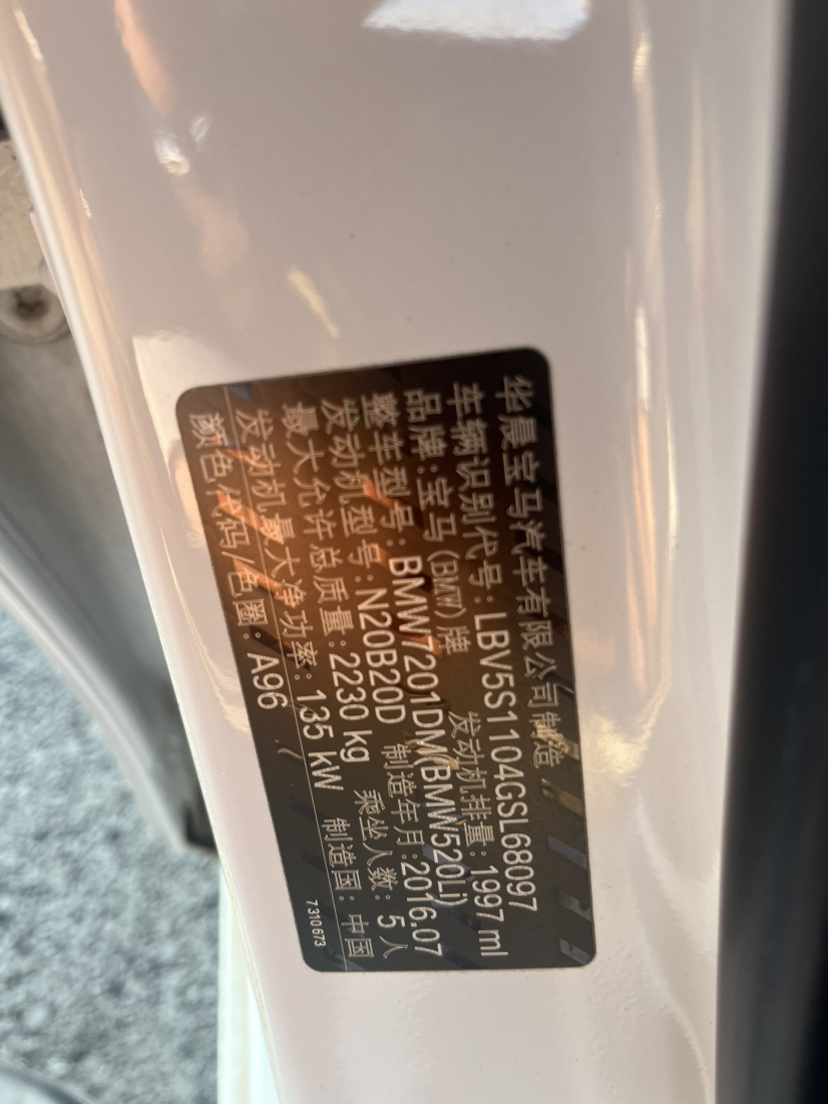 华晨宝马汽车有限公司制造
车辆识别代号: LBV5S1104GSL68097
品牌: 宝马(BMW)牌 发动机排量: 1997 ml
整车型号: BMW7201DM(BMW520Li)
发动机型号: N20B20D 制造年月: 2016.07
最大允许总质量: 2230 kg 乘坐人数: 5 人
发动机最大净功率: 135 kW 制造国: 中国
颜色代码/色圈: A96 7310673